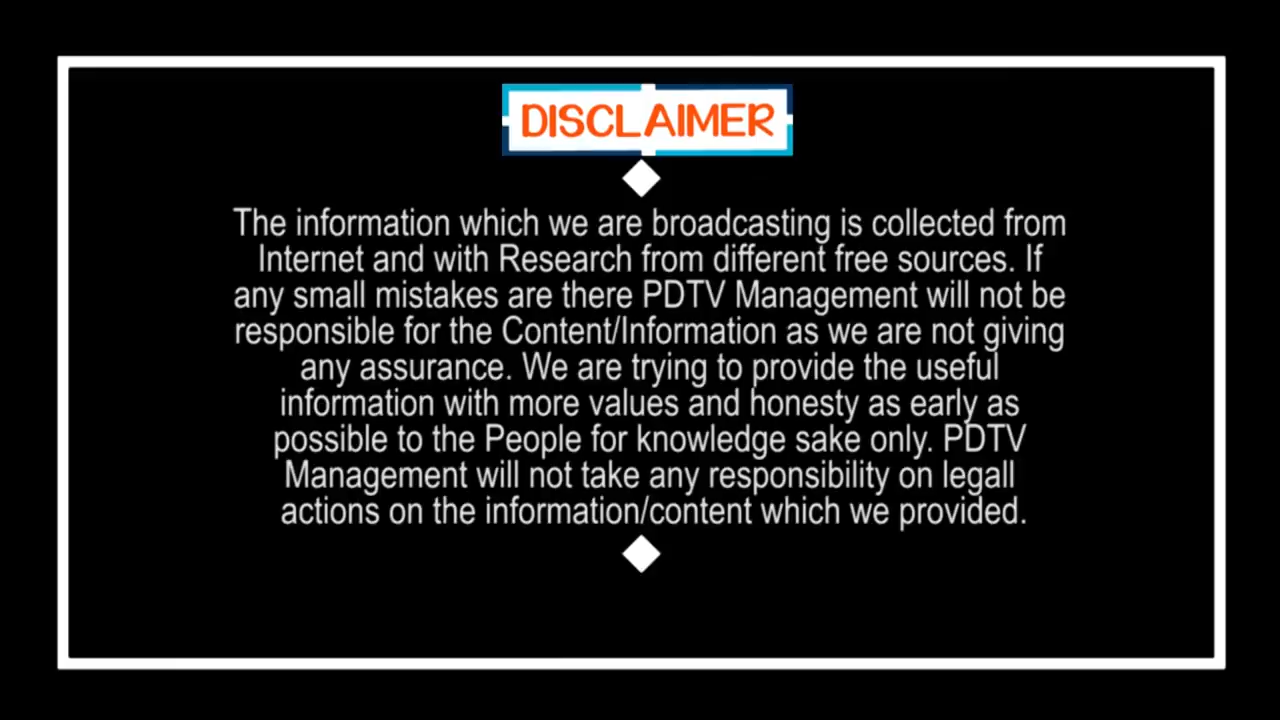 DISCLAIMER
The information which we are broadcasting is collected from
Internet and with Research from different free sources. If
any small mistakes are there PDTV Management will not be
responsible for the Content/Information as we are not giving
any assurance. We are trying to provide the useful
information with more values and honesty as early as
possible to the People for knowledge sake only. PDTV
Management will not take any responsibility on legall
actions on the information/content which we provided.